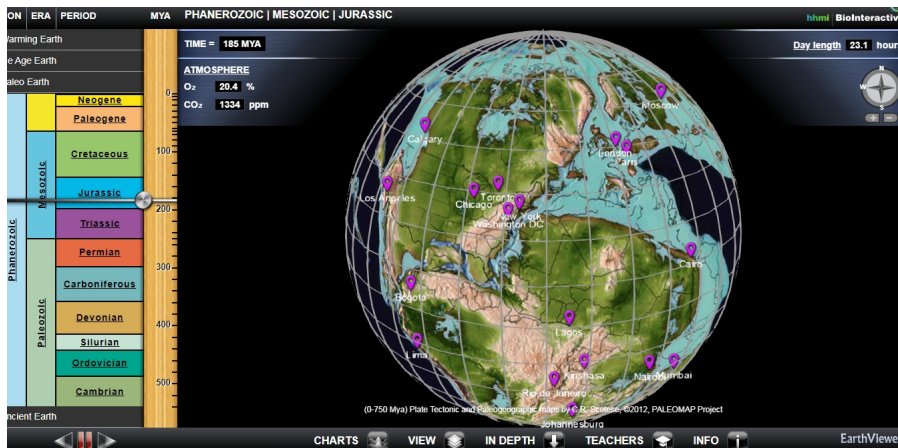 ON ERA PERIOD MYA PHANEROZOIC | MESOZOIC | JURASSIC hhmi BioInteractiv
Warming Earth
TIME = 185 MYA
Day length 23.1 hour
ce Age Earth
ATMOSPHERE
O₂ 20.4 %
CO₂ 1334 ppm
aleo Earth
Neogene
Paleogene
Cretaceous
Jurassic
Triassic
Permian
Carboniferous
Devonian
Silurian
Ordovician
Cambrian
Mesozoic
Paleozoic
Phanerozoic
ncient Earth
0
100
200
300
400
500
N
W
S
Moscow
Calgary
London
Paris
Los Angeles
Toronto
Chicago
New York
Washington DC
Cairo
Bogota
Lagos
Lima
Kinshasa
Nairobi
Mumbai
Rio du Janeiro
Johannesburg
(0-750 Mya) Plate Tectonic and Paleogeographic maps by C.R. Scotese, ©2012, PALEOMAP Project
CHARTS VIEW IN DEPTH TEACHERS INFO EarthViewe